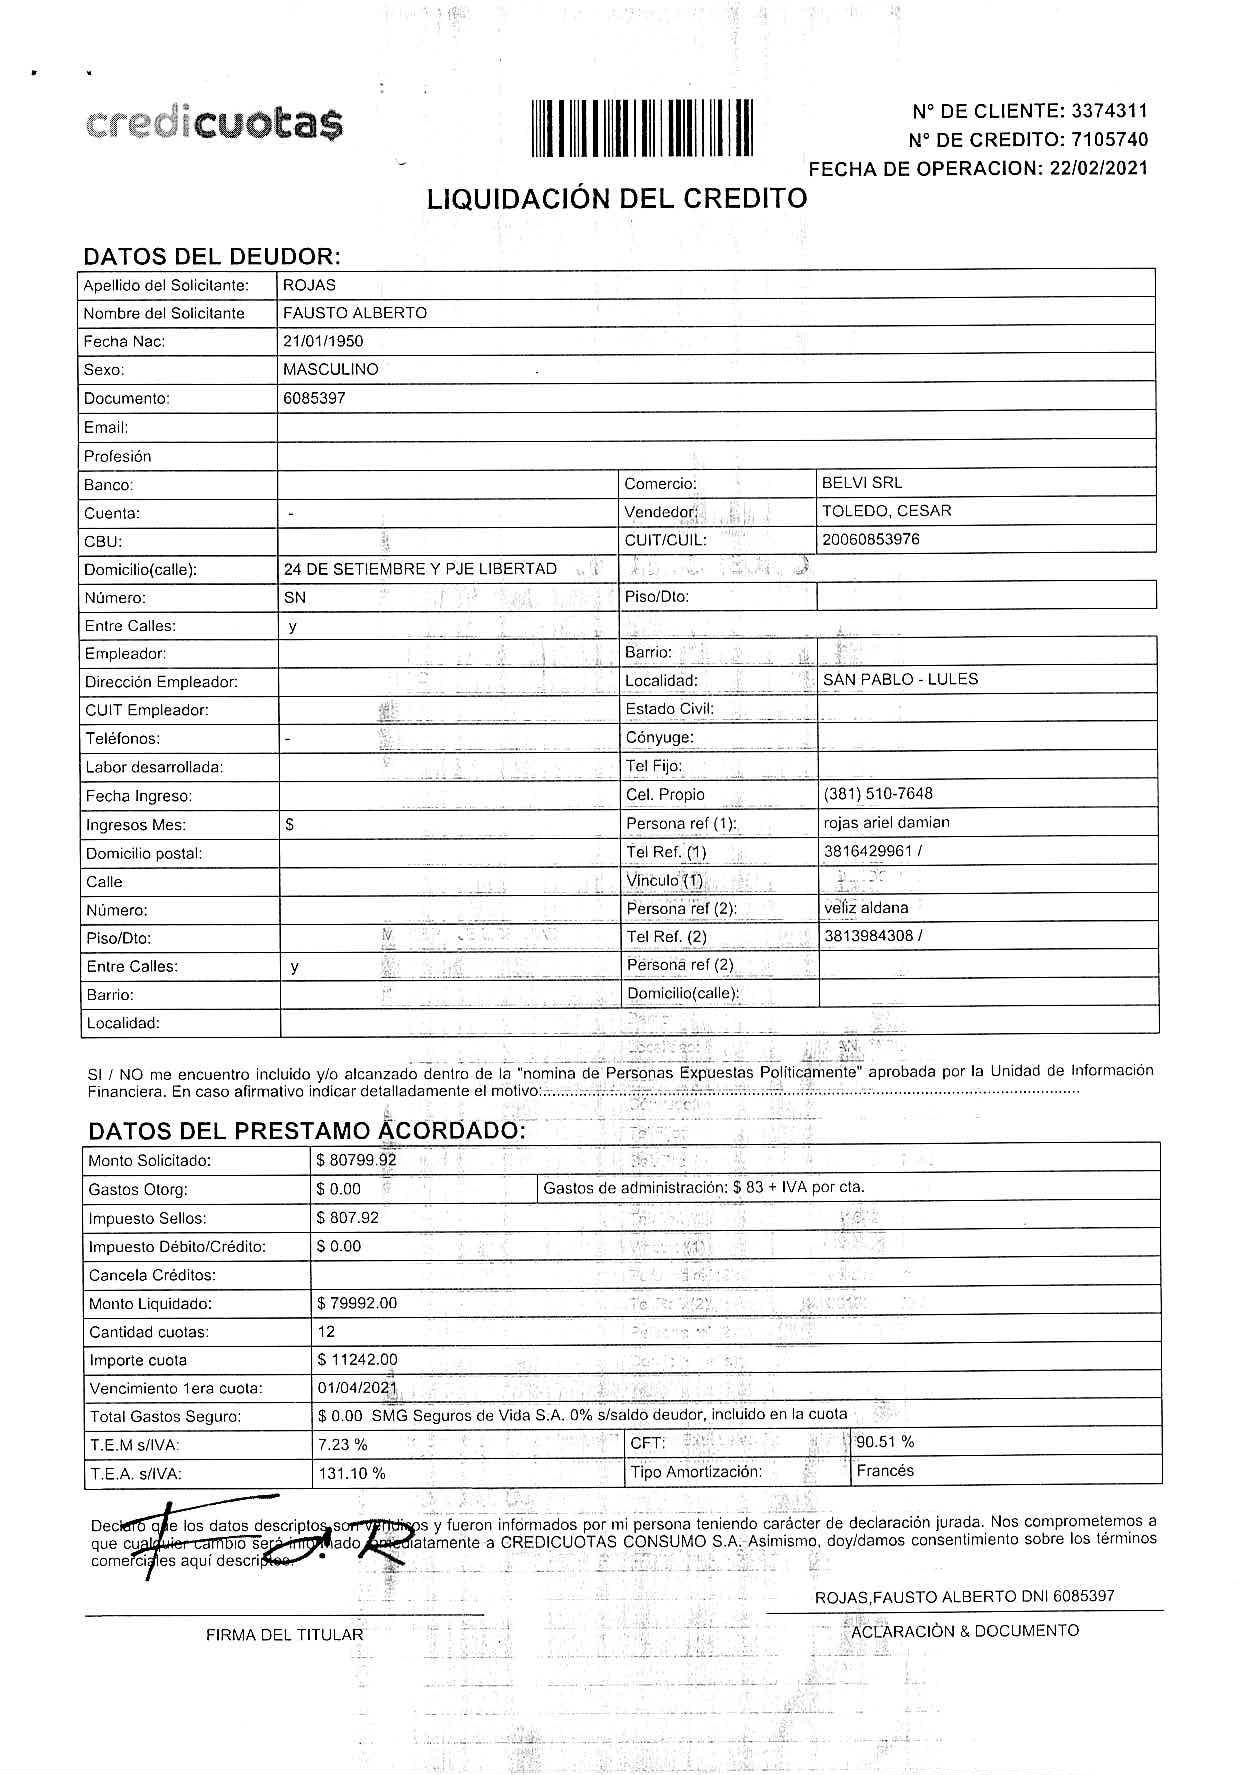 credicuotas
N° DE CLIENTE: 3374311
N° DE CREDITO: 7105740
FECHA DE OPERACION: 22/02/2021
LIQUIDACIÓN DEL CREDITO
DATOS DEL DEUDOR:
Apellido del Solicitante: ROJAS
Nombre del Solicitante FAUSTO ALBERTO
Fecha Nac: 21/01/1950
Sexo: MASCULINO
Documento: 6085397
Email:
Profesión
Banco: Comercio: BELVI SRL
Cuenta: - Vendedor: TOLEDO, CESAR
CBU: CUIT/CUIL: 20060853976
Domicilio(calle): 24 DE SETIEMBRE Y PJE LIBERTAD
Número: SN Piso/Dto:
Entre Calles: y
Empleador: Barrio:
Dirección Empleador: Localidad: SAN PABLO - LULES
CUIT Empleador: Estado Civil:
Teléfonos: - Cónyuge:
Labor desarrollada: Tel Fijo:
Fecha Ingreso: Cel. Propio (381) 510-7648
Ingresos Mes: $ Persona ref (1): rojas ariel damian
Domicilio postal: Tel Ref. (1) 3816429961 /
Calle Vinculo (1)
Número: Persona ref (2): veliz aldana
Piso/Dto: Tel Ref. (2) 3813984308 /
Entre Calles: y Persona ref (2)
Barrio: Domicilio(calle):
Localidad:
SI / NO me encuentro incluido y/o alcanzado dentro de la "nomina de Personas Expuestas Políticamente" aprobada por la Unidad de Información
Financiera. En caso afirmativo indicar detalladamente el motivo:
DATOS DEL PRESTAMO ACORDADO:
Monto Solicitado: $ 80799.92
Gastos Otorg: $ 0.00 Gastos de administración: $ 83 + IVA por cta.
Impuesto Sellos: $ 807.92
Impuesto Débito/Crédito: $ 0.00
Cancela Créditos:
Monto Liquidado: $ 79992.00
Cantidad cuotas: 12
Importe cuota $ 11242.00
Vencimiento 1era cuota: 01/04/2021
Total Gastos Seguro: $ 0.00 SMG Seguros de Vida S.A. 0% s/saldo deudor, incluido en la cuota
T.E.M s/IVA: 7.23 % CFT: 90.51 %
T.E.A. s/IVA: 131.10 % Tipo Amortización: Francés
Declaro que los datos descriptos son verídicos y fueron informados por mi persona teniendo carácter de declaración jurada. Nos comprometemos a
que cualquier cambio será informado inmediatamente a CREDICUOTAS CONSUMO S.A. Asimismo, doy/damos consentimiento sobre los términos
comerciales aquí descriptos.
ROJAS,FAUSTO ALBERTO DNI 6085397
FIRMA DEL TITULAR ACLARACIÓN & DOCUMENTO